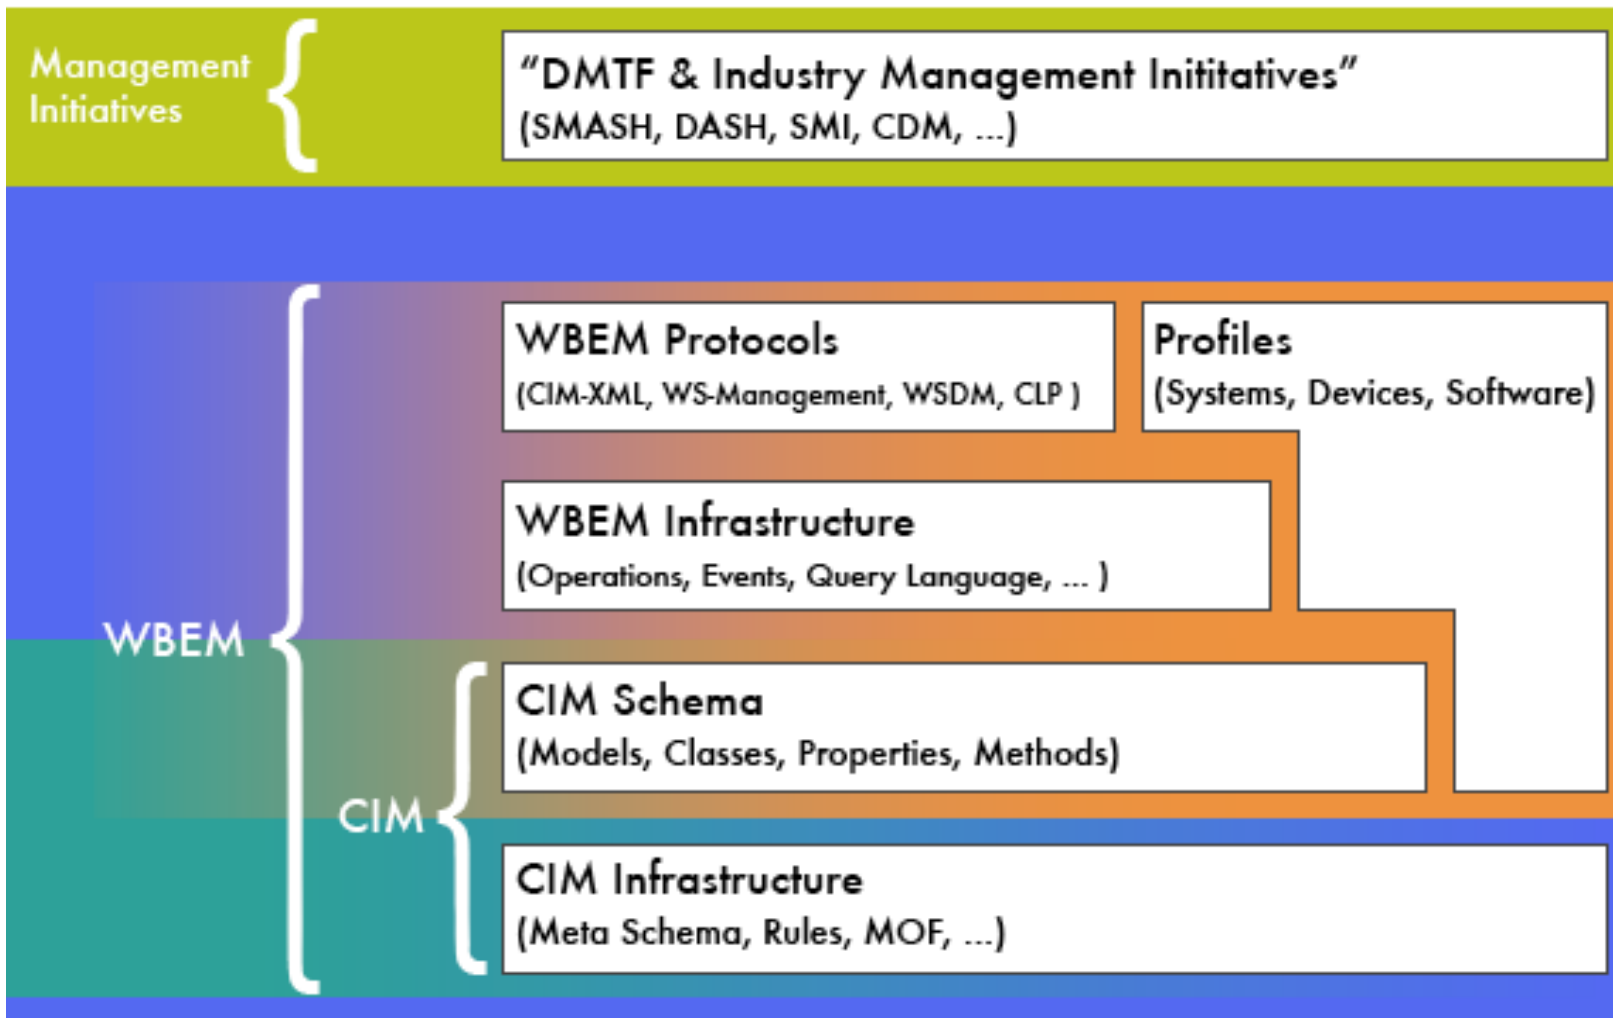 Management
Initiatives
“DMTF & Industry Management Inititatives”
(SMASH, DASH, SMI, CDM, ...)
WBEM Protocols
(CIM-XML, WS-Management, WSDM, CLP )
Profiles
(Systems, Devices, Software)
WBEM Infrastructure
(Operations, Events, Query Language, ... )
WBEM
CIM Schema
(Models, Classes, Properties, Methods)
CIM
CIM Infrastructure
(Meta Schema, Rules, MOF, ...)